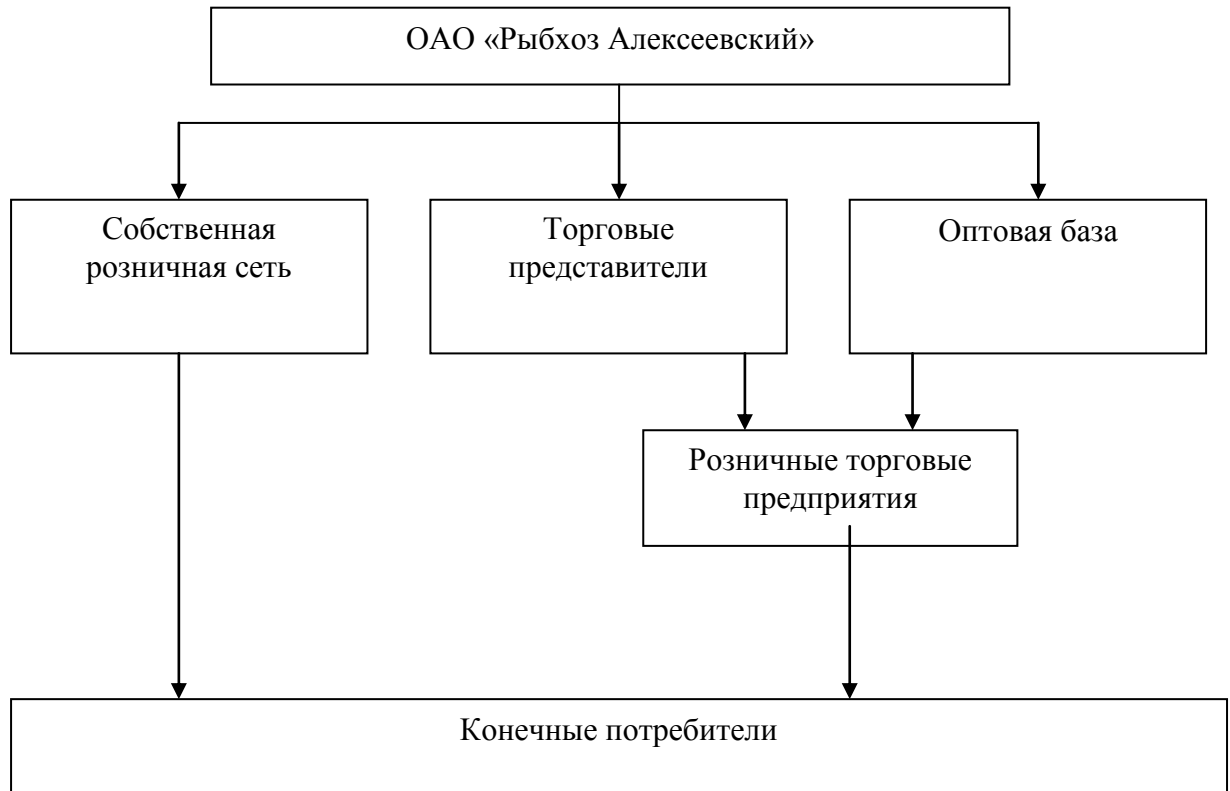 ОАО «Рыбхоз Алексеевский»
Собственная
розничная сеть
Торговые
представители
Оптовая база
Розничные торговые
предприятия
Конечные потребители